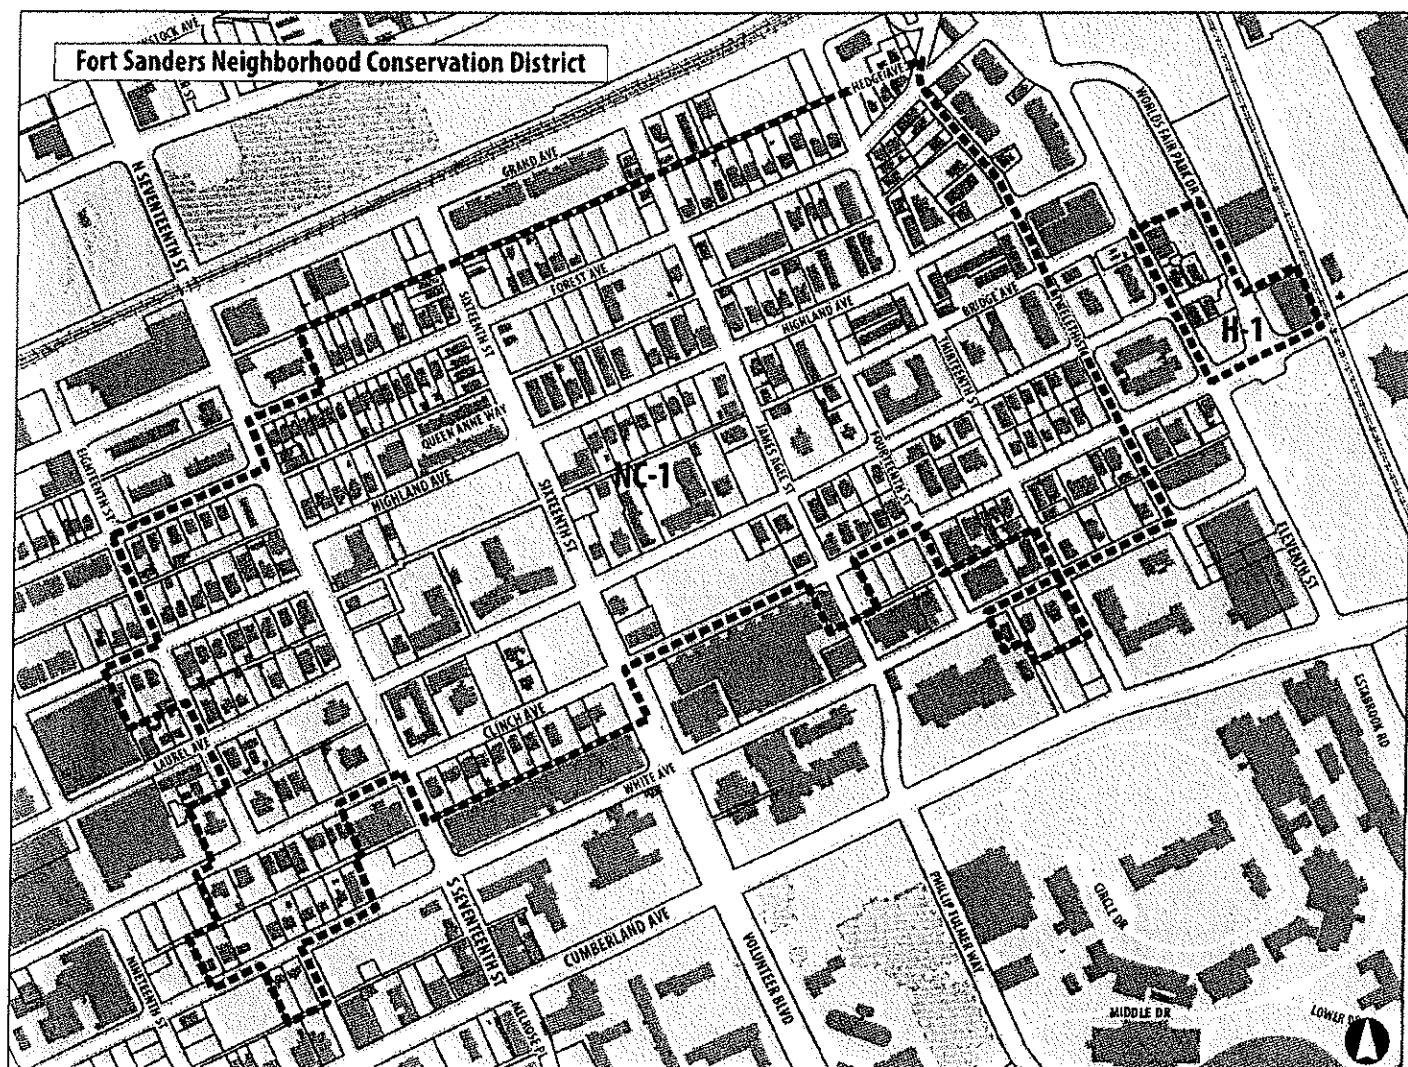 Fort Sanders Neighborhood Conservation District
N SEVENTEENTH ST
GRAND AVE
HEDGE AVE
WORLDS FAIR PARK DR
SIXTEENTH ST
FOREST AVE
HIGHLAND AVE
BRIDGE AVE
TWELFTH ST
H-1
THIRTEENTH ST
QUEEN ANNE WAY
EIGHTEENTH ST
HIGHLAND AVE
NC-1
JAMES AGEE ST
FOURTEENTH ST
SIXTEENTH ST
ELEVENTH ST
CLINCH AVE
LAUREL AVE
WHITE AVE
ESTABROOK RD
S SEVENTEENTH ST
CUMBERLAND AVE
PHILLIP FULMER WAY
CIRCLE DR
NINETEENTH ST
VOLUNTEER BLVD
MELROSE PL
MIDDLE DR
LOWER DR